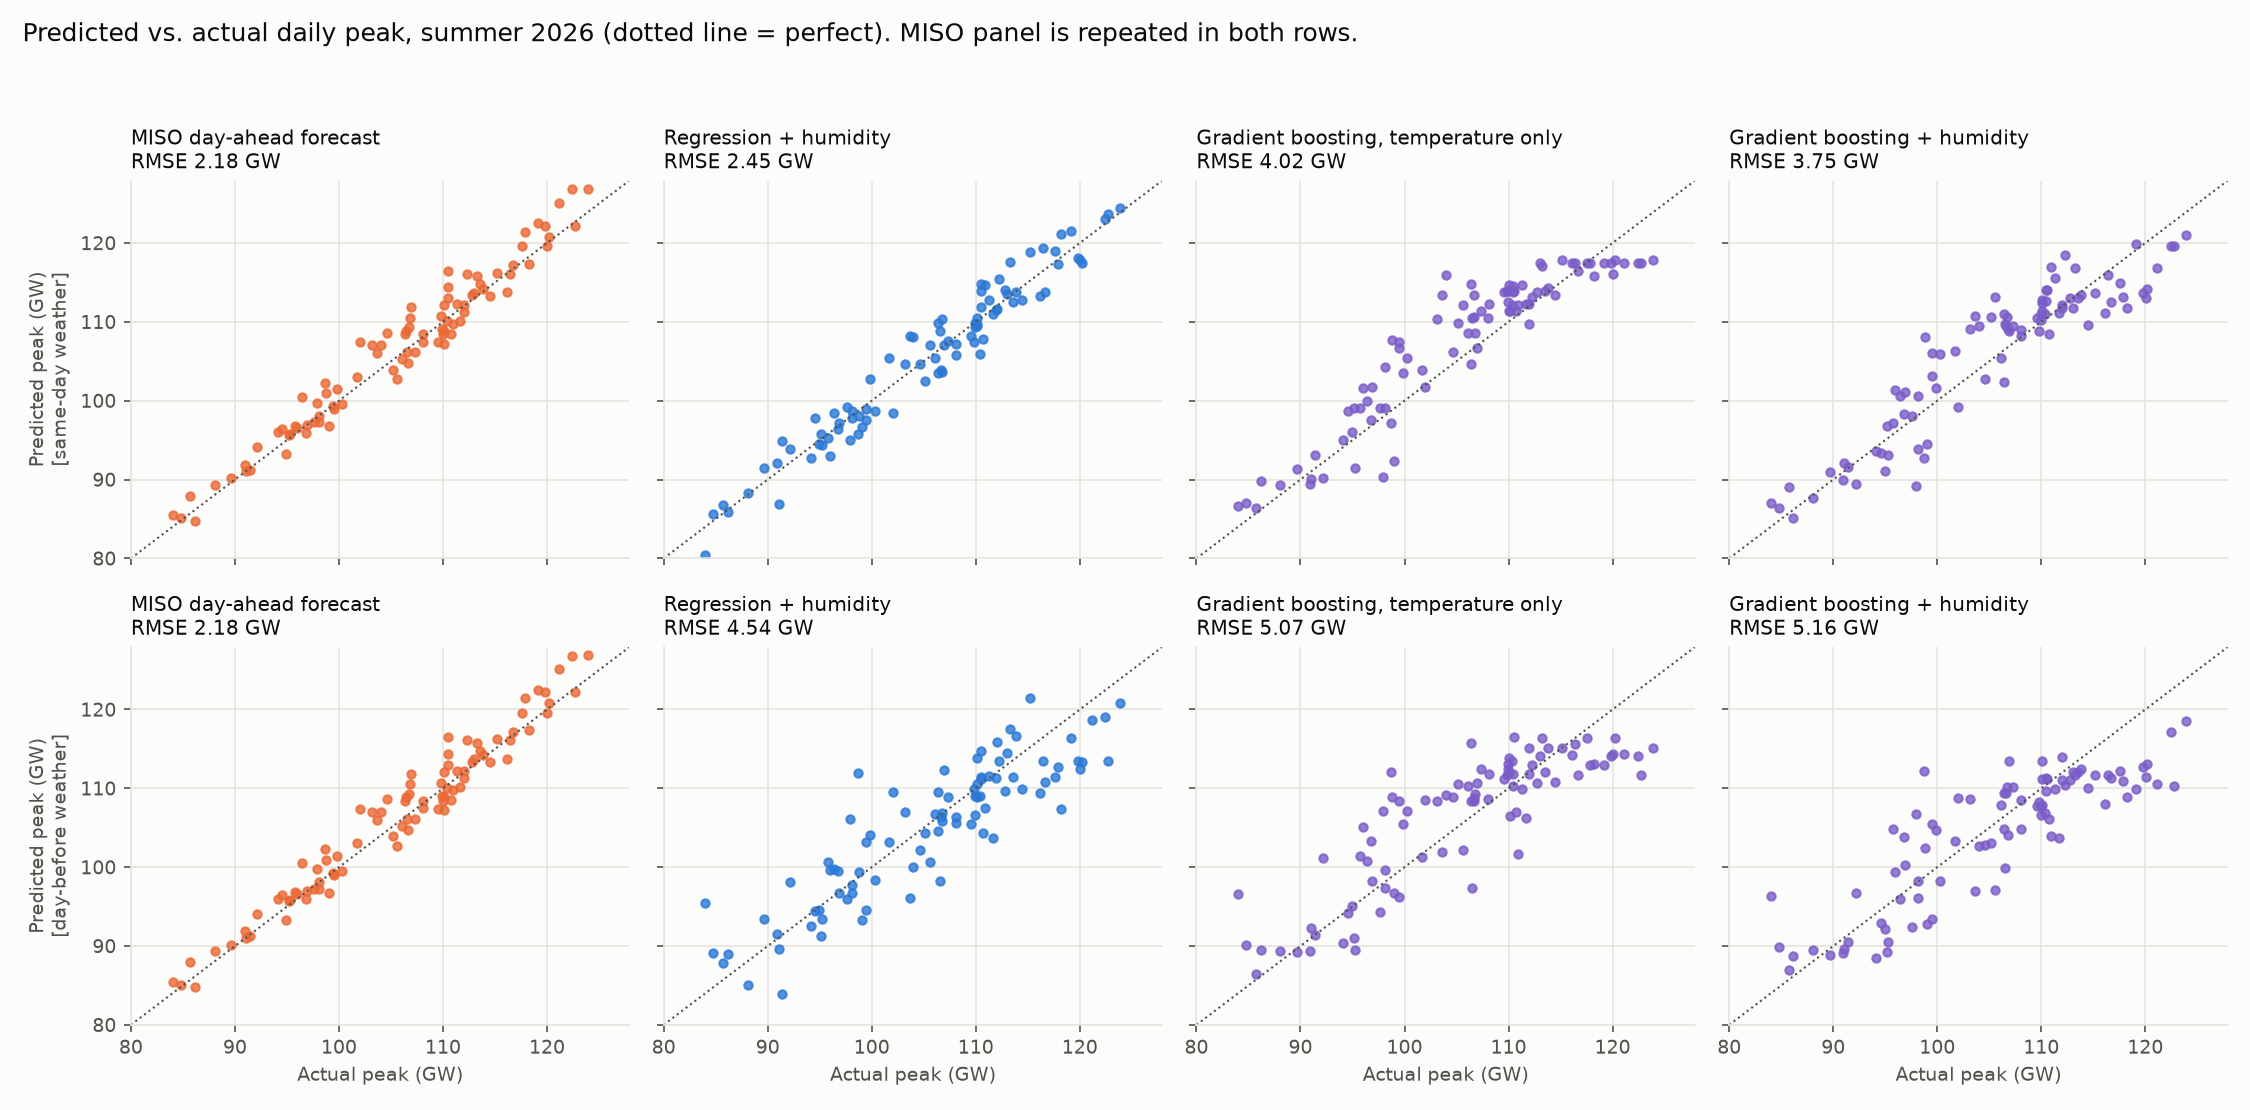 Predicted vs. actual daily peak, summer 2026 (dotted line = perfect). MISO panel is repeated in both rows.
MISO day-ahead forecast
RMSE 2.18 GW
Regression + humidity
RMSE 2.45 GW
Gradient boosting, temperature only
RMSE 4.02 GW
Gradient boosting + humidity
RMSE 3.75 GW
Predicted peak (GW)
[same-day weather]
120
110
100
90
80
MISO day-ahead forecast
RMSE 2.18 GW
Regression + humidity
RMSE 4.54 GW
Gradient boosting, temperature only
RMSE 5.07 GW
Gradient boosting + humidity
RMSE 5.16 GW
Predicted peak (GW)
[day-before weather]
120
110
100
90
80
80 90 100 110 120
80 90 100 110 120
80 90 100 110 120
80 90 100 110 120
Actual peak (GW)
Actual peak (GW)
Actual peak (GW)
Actual peak (GW)